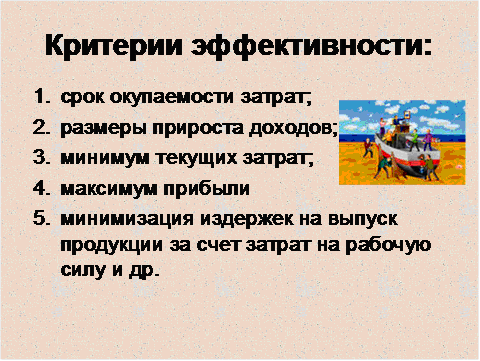 Критерии эффективности:
1. срок окупаемости затрат;
2. размеры прироста доходов;
3. минимум текущих затрат;
4. максимум прибыли
5. минимизация издержек на выпуск
продукции за счет затрат на рабочую
силу и др.